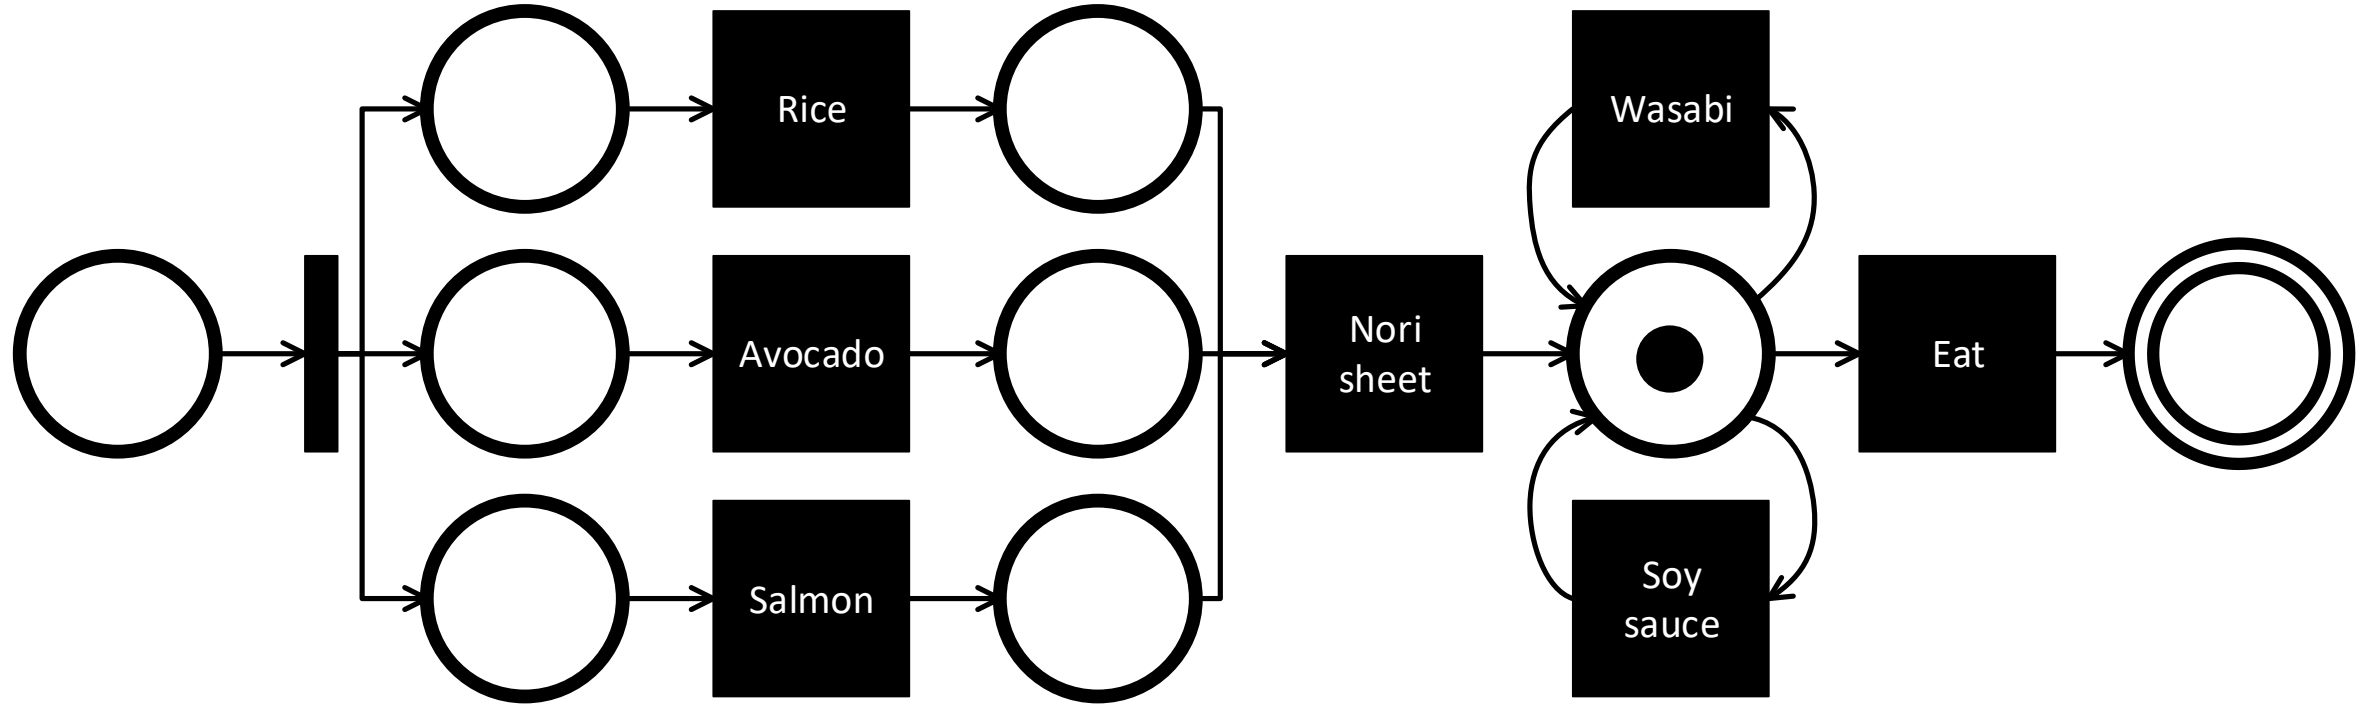 Rice
Wasabi
Avocado
Nori
sheet
Eat
Salmon
Soy
sauce